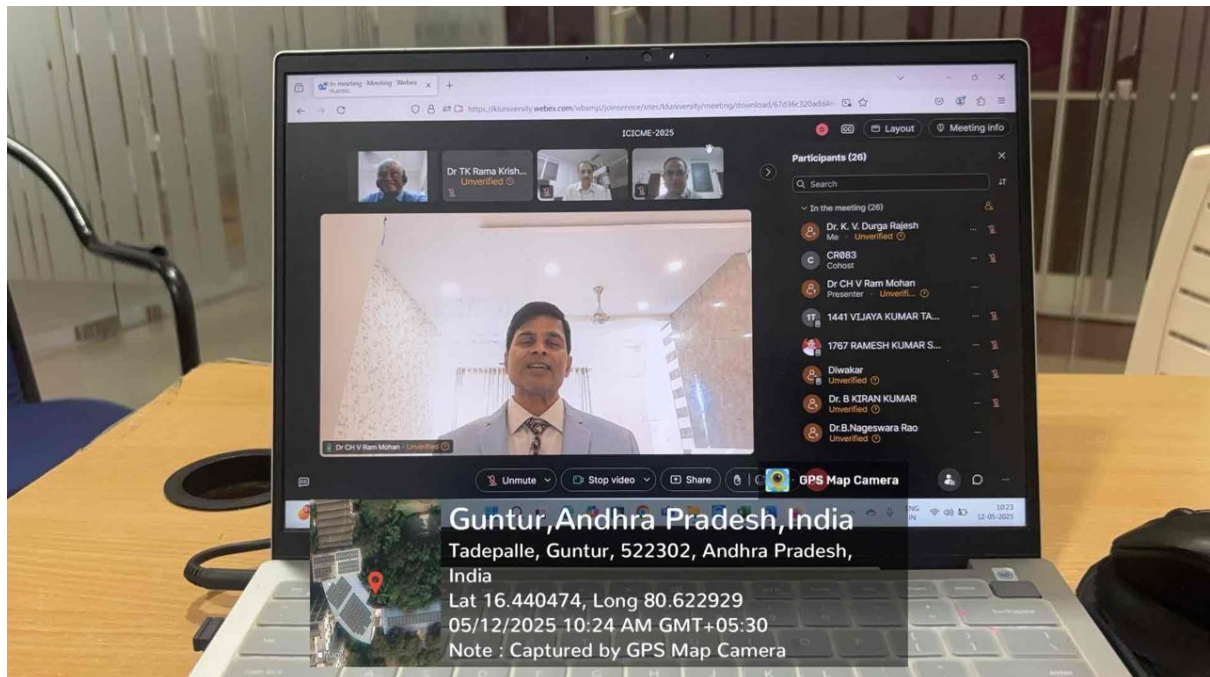 In meeting · Meeting · Webex
https://kluniversity.webex.com/wbxmjs/joinservice/sites/kluniversity/meeting/download/67d36c320add4
ICICME-2025
CC
Layout
Meeting info
Dr TK Rama Krish...
Unverified
Participants (26)
Search
In the meeting (26)
Dr. K. V. Durga Rajesh
Me · Unverified
C
CR083
Cohost
Dr CH V Ram Mohan
Presenter · Unverifi...
1T
1441 VIJAYA KUMAR TA...
1767 RAMESH KUMAR S...
Diwakar
Unverified
Dr. B KIRAN KUMAR
Unverified
Dr.B.Nageswara Rao
Unverified
Dr CH V Ram Mohan · Unverified
Unmute
Stop video
Share
GPS Map Camera
ENG
IN
10:23
12-05-2025
Guntur,Andhra Pradesh,India
Tadepalle, Guntur, 522302, Andhra Pradesh,
India
Lat 16.440474, Long 80.622929
05/12/2025 10:24 AM GMT+05:30
Note : Captured by GPS Map Camera